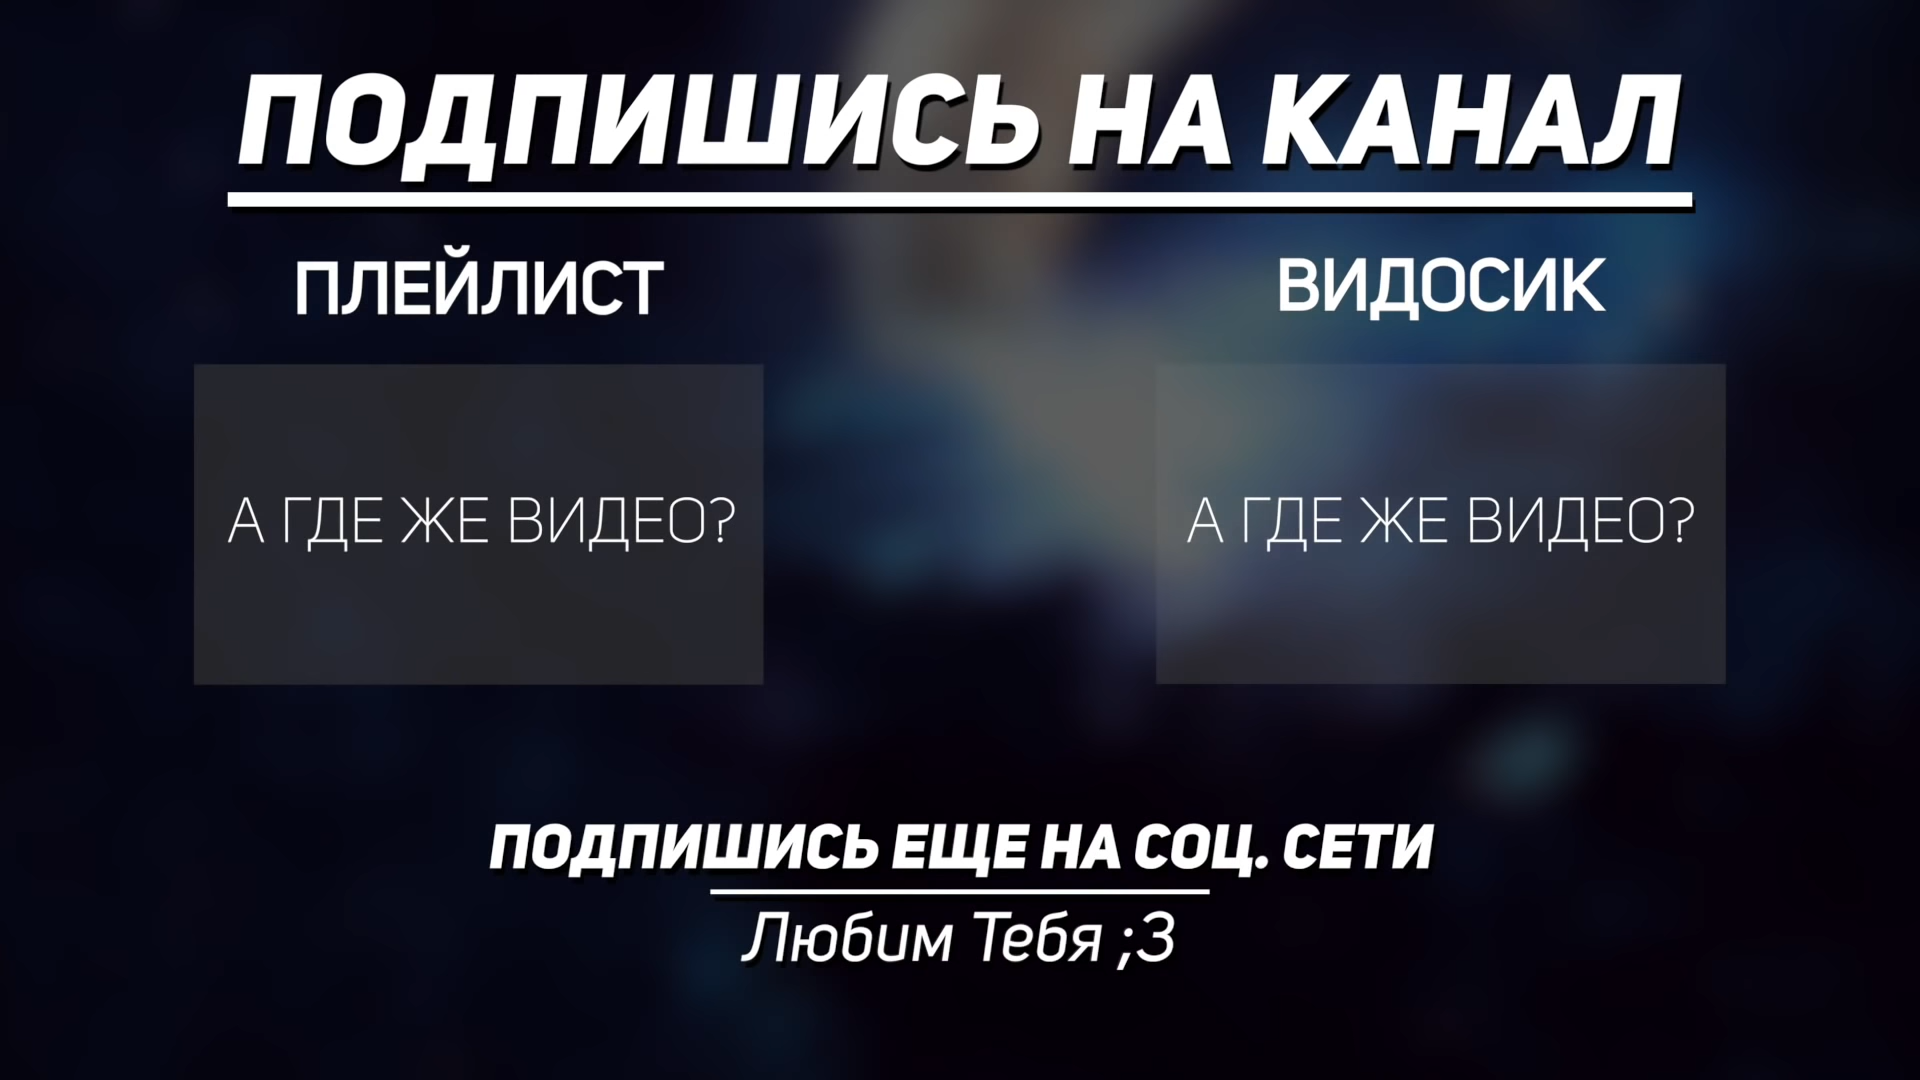 ПОДПИШИСЬ НА КАНАЛ
ПЛЕЙЛИСТ
ВИДОСИК
А ГДЕ ЖЕ ВИДЕО?
А ГДЕ ЖЕ ВИДЕО?
ПОДПИШИСЬ ЕЩЕ НА СОЦ. СЕТИ
Любим Тебя ;3